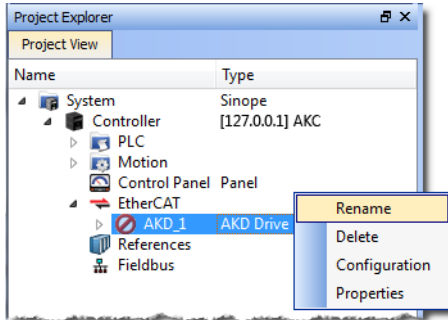 Project Explorer
Project View
Name Type
System Sinope
Controller [127.0.0.1] AKC
PLC
Motion
Control Panel Panel
EtherCAT
AKD_1 AKD Drive
References
Fieldbus
Rename
Delete
Configuration
Properties